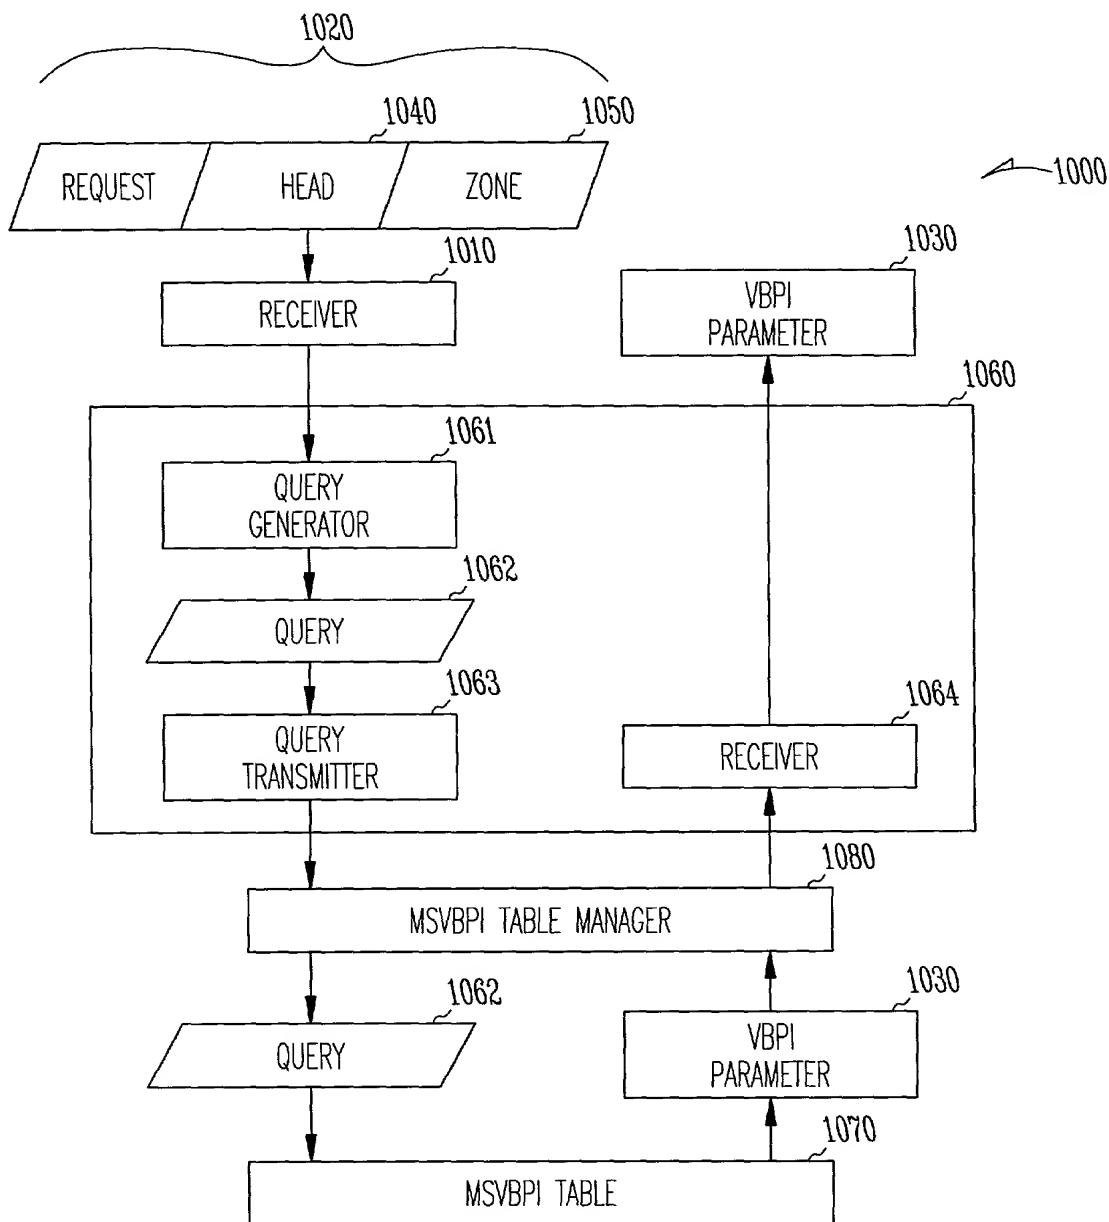 1020
1040
1050
REQUEST
HEAD
ZONE
1000
1010
RECEIVER
1030
VBPI
PARAMETER
1060
1061
QUERY
GENERATOR
1062
QUERY
1063
QUERY
TRANSMITTER
1064
RECEIVER
1080
MSVBPI TABLE MANAGER
1062
QUERY
1030
VBPI
PARAMETER
1070
MSVBPI TABLE